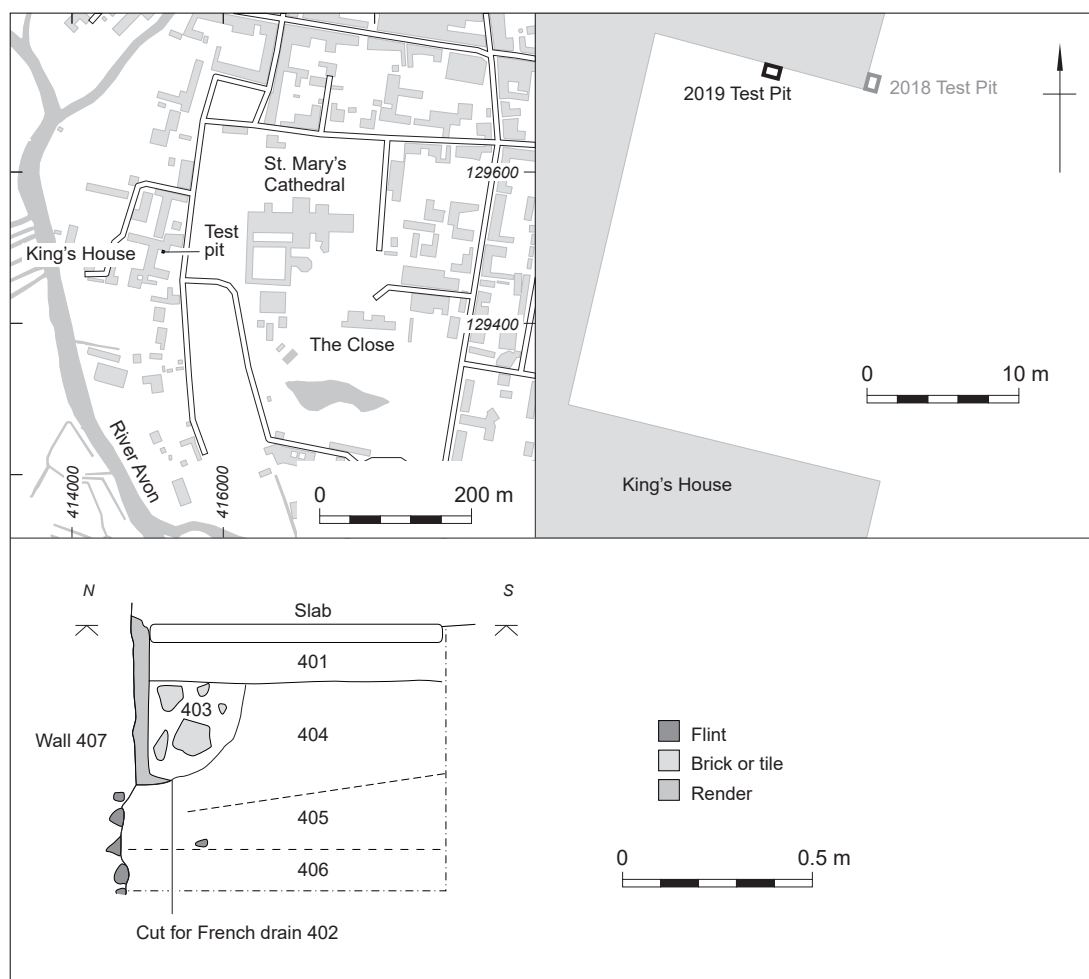 St. Mary's
Cathedral
129600
Test
pit
King's House
129400
The Close
River Avon
414000
416000
0
200 m
2019 Test Pit
2018 Test Pit
0
10 m
King's House
N
S
Slab
401
403
404
Wall 407
405
406
Cut for French drain 402
Flint
Brick or tile
Render
0
0.5 m